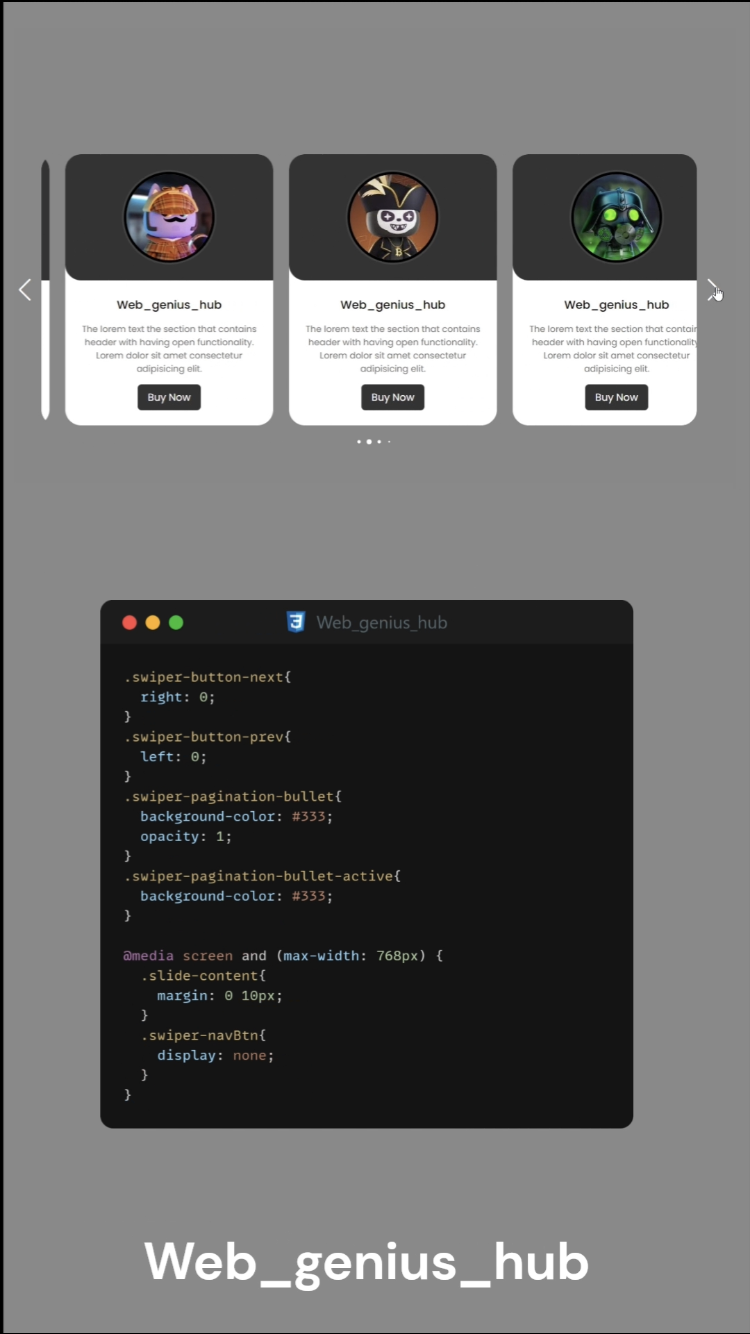 Web_genius_hub
The lorem text the section that contains
header with having open functionality.
Lorem dolor sit amet consectetur
adipisicing elit.
Buy Now
Web_genius_hub
The lorem text the section that contains
header with having open functionality.
Lorem dolor sit amet consectetur
adipisicing elit.
Buy Now
Web_genius_hub
The lorem text the section that contain
header with having open functionality
Lorem dolor sit amet consectetur
adipisicing elit.
Buy Now
Web_genius_hub
.swiper-button-next{
  right: 0;
}
.swiper-button-prev{
  left: 0;
}
.swiper-pagination-bullet{
  background-color: #333;
  opacity: 1;
}
.swiper-pagination-bullet-active{
  background-color: #333;
}
@media screen and (max-width: 768px) {
  .slide-content{
    margin: 0 10px;
  }
  .swiper-navBtn{
    display: none;
  }
}
Web_genius_hub